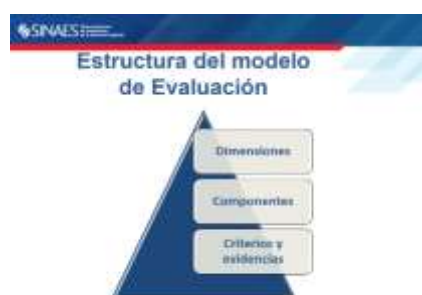 SINAES
Estructura del modelo
de Evaluación
Dimensiones
Componentes
Criterios y
evidencias